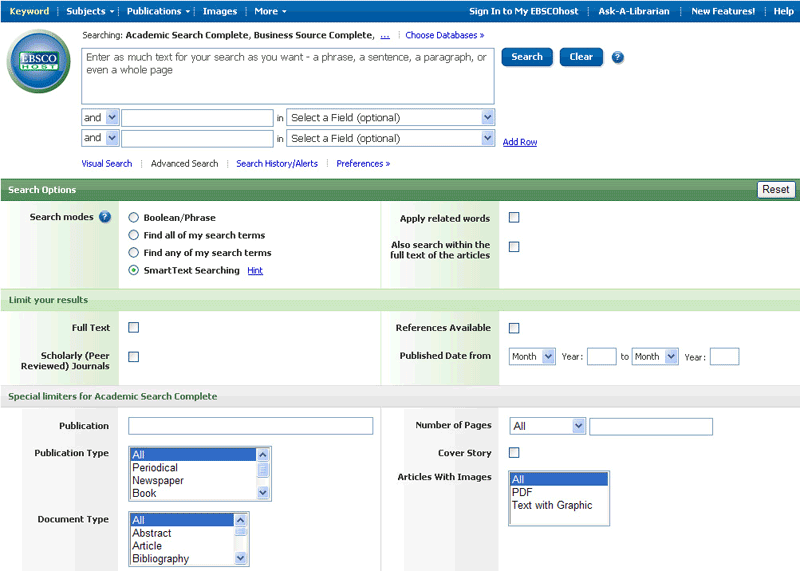 Keyword Subjects Publications Images More Sign In to My EBSCOhost Ask-A-Librarian New Features! Help
EBSCO
HOST
Searching: Academic Search Complete, Business Source Complete, ... Choose Databases »
Enter as much text for your search as you want - a phrase, a sentence, a paragraph, or
even a whole page
Search Clear ?
and in Select a Field (optional)
and in Select a Field (optional) Add Row
Visual Search Advanced Search Search History/Alerts Preferences »
Search Options Reset
Search modes ?
Boolean/Phrase
Find all of my search terms
Find any of my search terms
SmartText Searching Hint
Apply related words
Also search within the
full text of the articles
Limit your results
Full Text
Scholarly (Peer
Reviewed) Journals
References Available
Published Date from Month Year: to Month Year:
Special limiters for Academic Search Complete
Publication
Publication Type
All
Periodical
Newspaper
Book
Document Type
All
Abstract
Article
Bibliography
Number of Pages All
Cover Story
Articles With Images
All
PDF
Text with Graphic